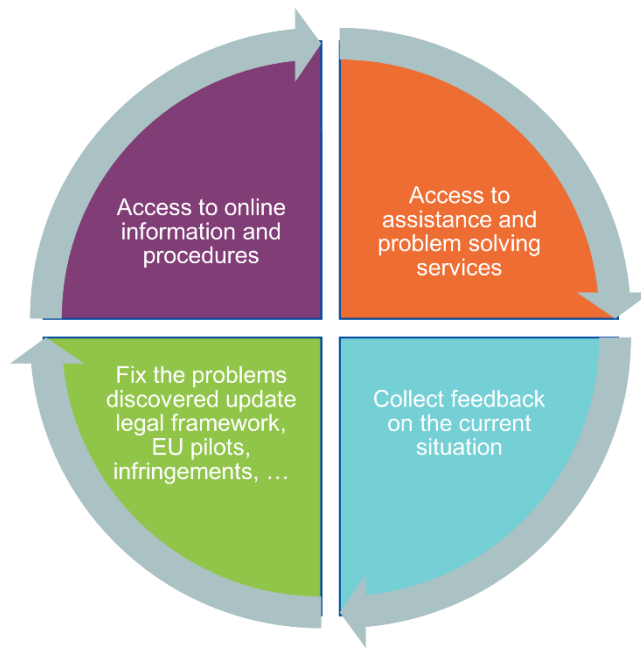 Access to online
information and
procedures
Access to
assistance and
problem solving
services
Fix the problems
discovered update
legal framework,
EU pilots,
infringements, …
Collect feedback
on the current
situation